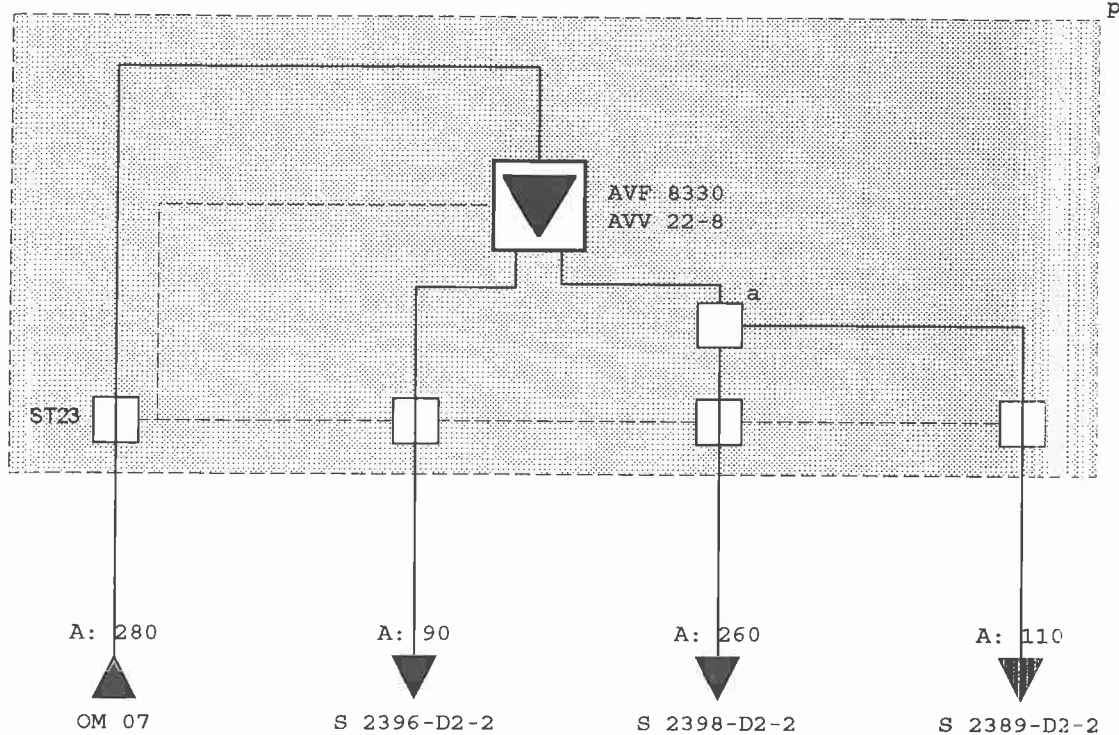 p
AVF 8330
AVV 22-8
a
ST23
A: 280
A: 90
A: 260
A: 110
OM 07
S 2396-D2-2
S 2398-D2-2
S 2389-D2-2